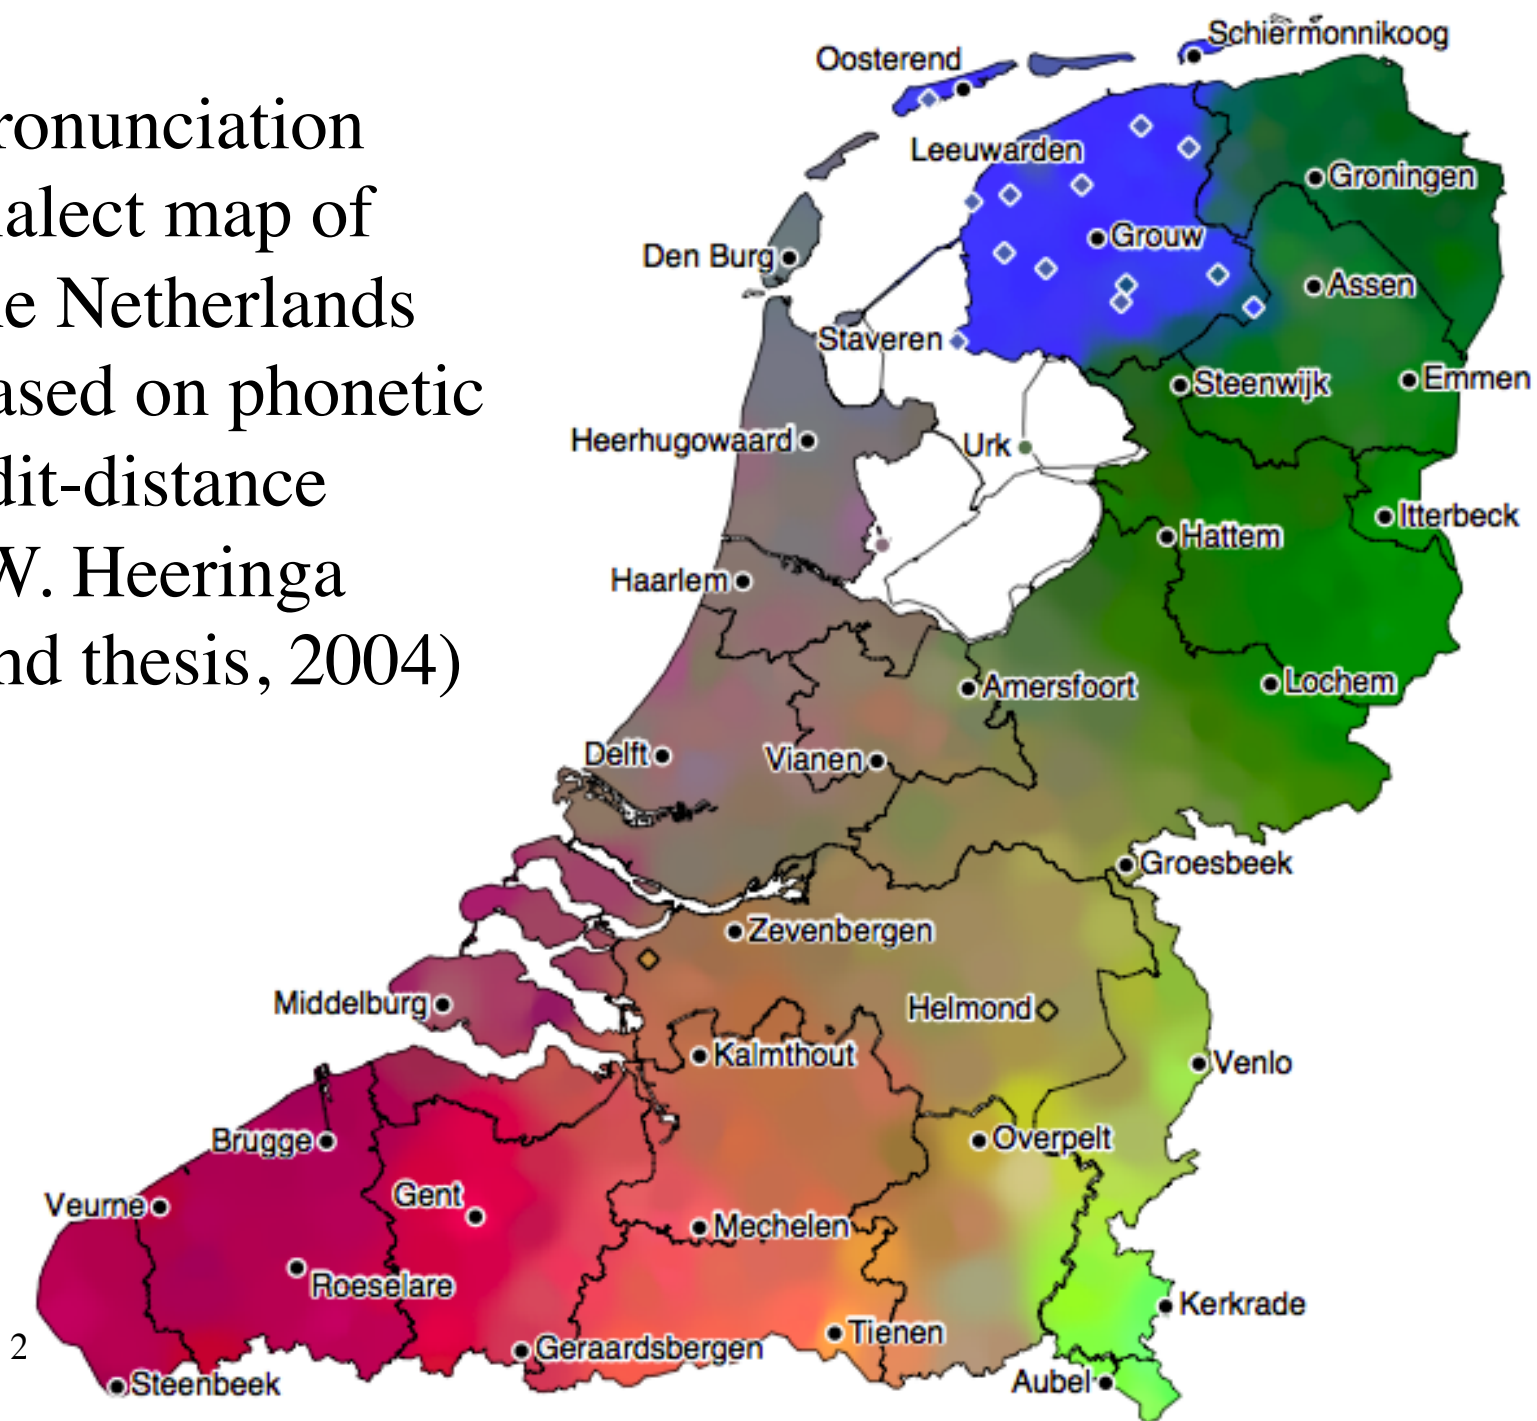 ronunciation
ialect map of
e Netherlands
ased on phonetic
dit-distance
W. Heeringa
nd thesis, 2004)
2
Schiermonnikoog
Oosterend
Leeuwarden
Groningen
Grouw
Den Burg
Assen
Staveren
Steenwijk
Emmen
Heerhugowaard
Urk
Itterbeck
Hattem
Haarlem
Amersfoort
Lochem
Delft
Vianen
Groesbeek
Zevenbergen
Middelburg
Helmond
Kalmthout
Venlo
Brugge
Overpelt
Veurne
Gent
Mechelen
Roeselare
Kerkrade
Tienen
Geraardsbergen
Steenbeek
Aubel